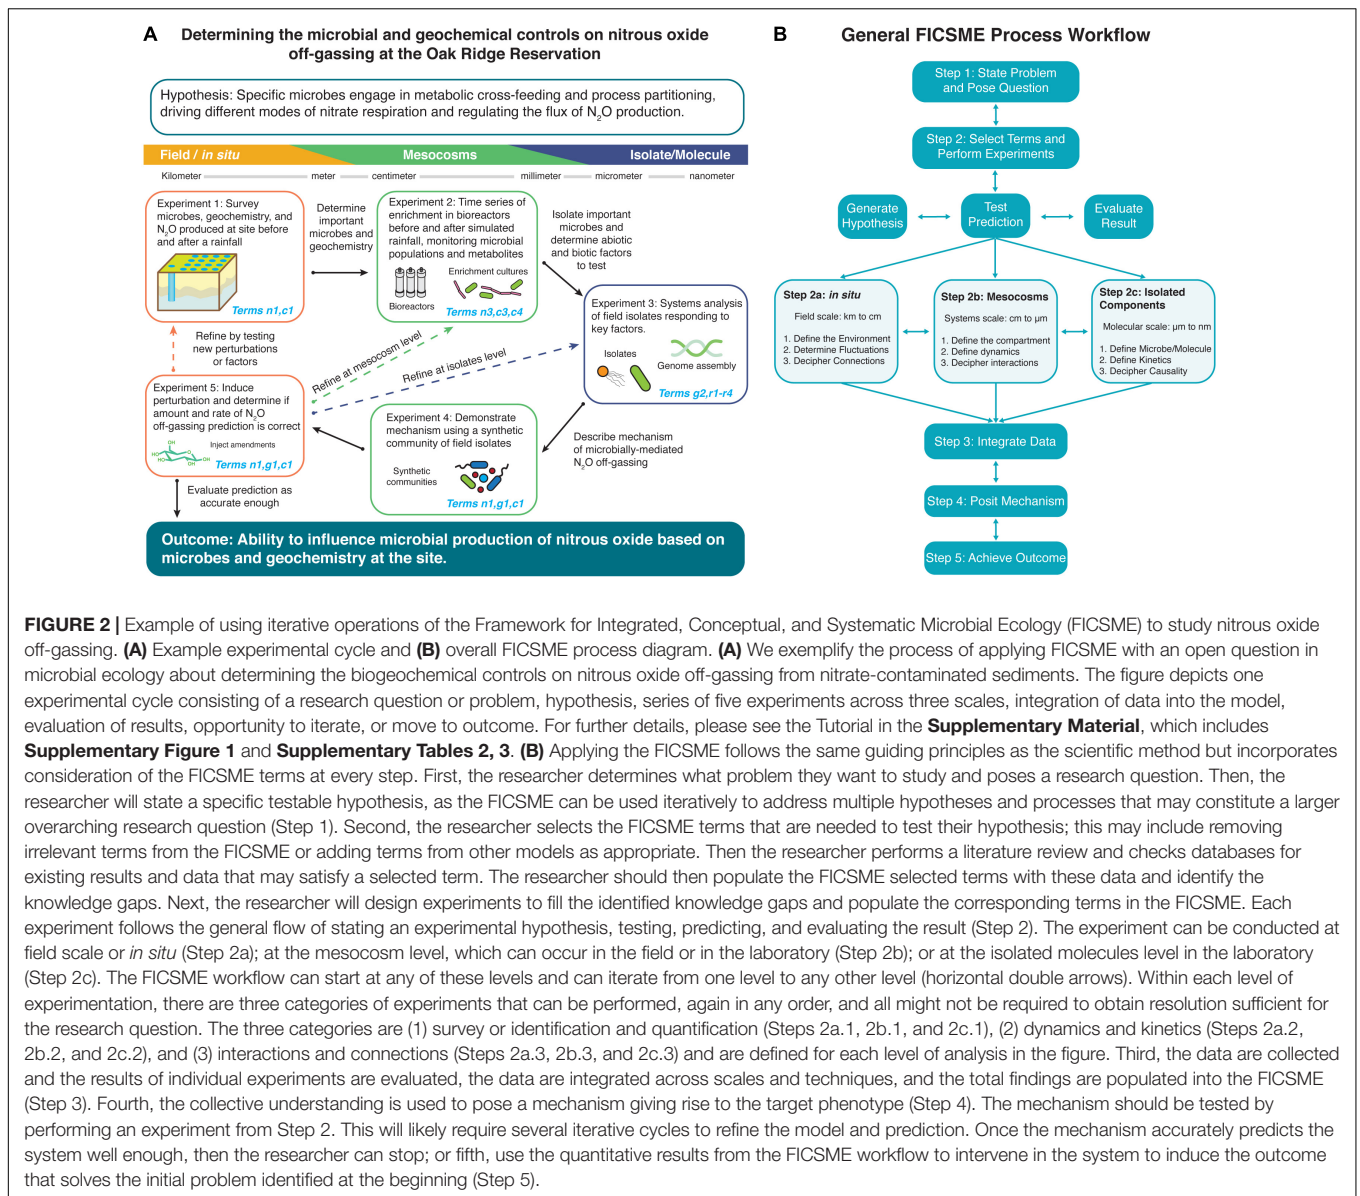 A
Determining the microbial and geochemical controls on nitrous oxide
off-gassing at the Oak Ridge Reservation
Hypothesis: Specific microbes engage in metabolic cross-feeding and process partitioning,
driving different modes of nitrate respiration and regulating the flux of N2O production.
Field / in situ
Mesocosms
Isolate/Molecule
Kilometer
meter
centimeter
millimeter
micrometer
nanometer
Experiment 1: Survey
microbes, geochemistry, and
N2O produced at site before
and after a rainfall
Terms n1,c1
Determine
important
microbes and
geochemistry
Experiment 2: Time series of
enrichment in bioreactors
before and after simulated
rainfall, monitoring microbial
populations and metabolites
Enrichment cultures
Bioreactors
Terms n3,c3,c4
Isolate important
microbes and
determine abiotic
and biotic factors
to test
Experiment 3: Systems analysis
of field isolates responding to
key factors.
Isolates
Genome assembly
Terms g2,r1-r4
Refine by testing
new perturbations
or factors
Refine at mesocosm level
Refine at isolates level
Experiment 5: Induce
perturbation and determine if
amount and rate of N2O
off-gassing prediction is correct
Inject amendments
OH
OH
HO
HO
OH
OH
Terms n1,g1,c1
Experiment 4: Demonstrate
mechanism using a synthetic
community of field isolates
Synthetic
communities
Terms n1,g1,c1
Describe mechanism
of microbially-mediated
N2O off-gassing
Evaluate prediction as
accurate enough
Outcome: Ability to influence microbial production of nitrous oxide based on
microbes and geochemistry at the site.
B
General FICSME Process Workflow
Step 1: State Problem
and Pose Question
Step 2: Select Terms and
Perform Experiments
Generate
Hypothesis
Test
Prediction
Evaluate
Result
Step 2a: in situ
Field scale: km to cm
1. Define the Environment
2. Determine Fluctuations
3. Decipher Connections
Step 2b: Mesocosms
Systems scale: cm to µm
1. Define the compartment
2. Define dynamics
3. Decipher interactions
Step 2c: Isolated
Components
Molecular scale: µm to nm
1. Define Microbe/Molecule
2. Define Kinetics
3. Decipher Causality
Step 3: Integrate Data
Step 4: Posit Mechanism
Step 5: Achieve Outcome
FIGURE 2 | Example of using iterative operations of the Framework for Integrated, Conceptual, and Systematic Microbial Ecology (FICSME) to study nitrous oxide
off-gassing. (A) Example experimental cycle and (B) overall FICSME process diagram. (A) We exemplify the process of applying FICSME with an open question in
microbial ecology about determining the biogeochemical controls on nitrous oxide off-gassing from nitrate-contaminated sediments. The figure depicts one
experimental cycle consisting of a research question or problem, hypothesis, series of five experiments across three scales, integration of data into the model,
evaluation of results, opportunity to iterate, or move to outcome. For further details, please see the Tutorial in the Supplementary Material, which includes
Supplementary Figure 1 and Supplementary Tables 2, 3. (B) Applying the FICSME follows the same guiding principles as the scientific method but incorporates
consideration of the FICSME terms at every step. First, the researcher determines what problem they want to study and poses a research question. Then, the
researcher will state a specific testable hypothesis, as the FICSME can be used iteratively to address multiple hypotheses and processes that may constitute a larger
overarching research question (Step 1). Second, the researcher selects the FICSME terms that are needed to test their hypothesis; this may include removing
irrelevant terms from the FICSME or adding terms from other models as appropriate. Then the researcher performs a literature review and checks databases for
existing results and data that may satisfy a selected term. The researcher should then populate the FICSME selected terms with these data and identify the
knowledge gaps. Next, the researcher will design experiments to fill the identified knowledge gaps and populate the corresponding terms in the FICSME. Each
experiment follows the general flow of stating an experimental hypothesis, testing, predicting, and evaluating the result (Step 2). The experiment can be conducted at
field scale or in situ (Step 2a); at the mesocosm level, which can occur in the field or in the laboratory (Step 2b); or at the isolated molecules level in the laboratory
(Step 2c). The FICSME workflow can start at any of these levels and can iterate from one level to any other level (horizontal double arrows). Within each level of
experimentation, there are three categories of experiments that can be performed, again in any order, and all might not be required to obtain resolution sufficient for
the research question. The three categories are (1) survey or identification and quantification (Steps 2a.1, 2b.1, and 2c.1), (2) dynamics and kinetics (Steps 2a.2,
2b.2, and 2c.2), and (3) interactions and connections (Steps 2a.3, 2b.3, and 2c.3) and are defined for each level of analysis in the figure. Third, the data are collected
and the results of individual experiments are evaluated, the data are integrated across scales and techniques, and the total findings are populated into the FICSME
(Step 3). Fourth, the collective understanding is used to pose a mechanism giving rise to the target phenotype (Step 4). The mechanism should be tested by
performing an experiment from Step 2. This will likely require several iterative cycles to refine the model and prediction. Once the mechanism accurately predicts the
system well enough, then the researcher can stop; or fifth, use the quantitative results from the FICSME workflow to intervene in the system to induce the outcome
that solves the initial problem identified at the beginning (Step 5).